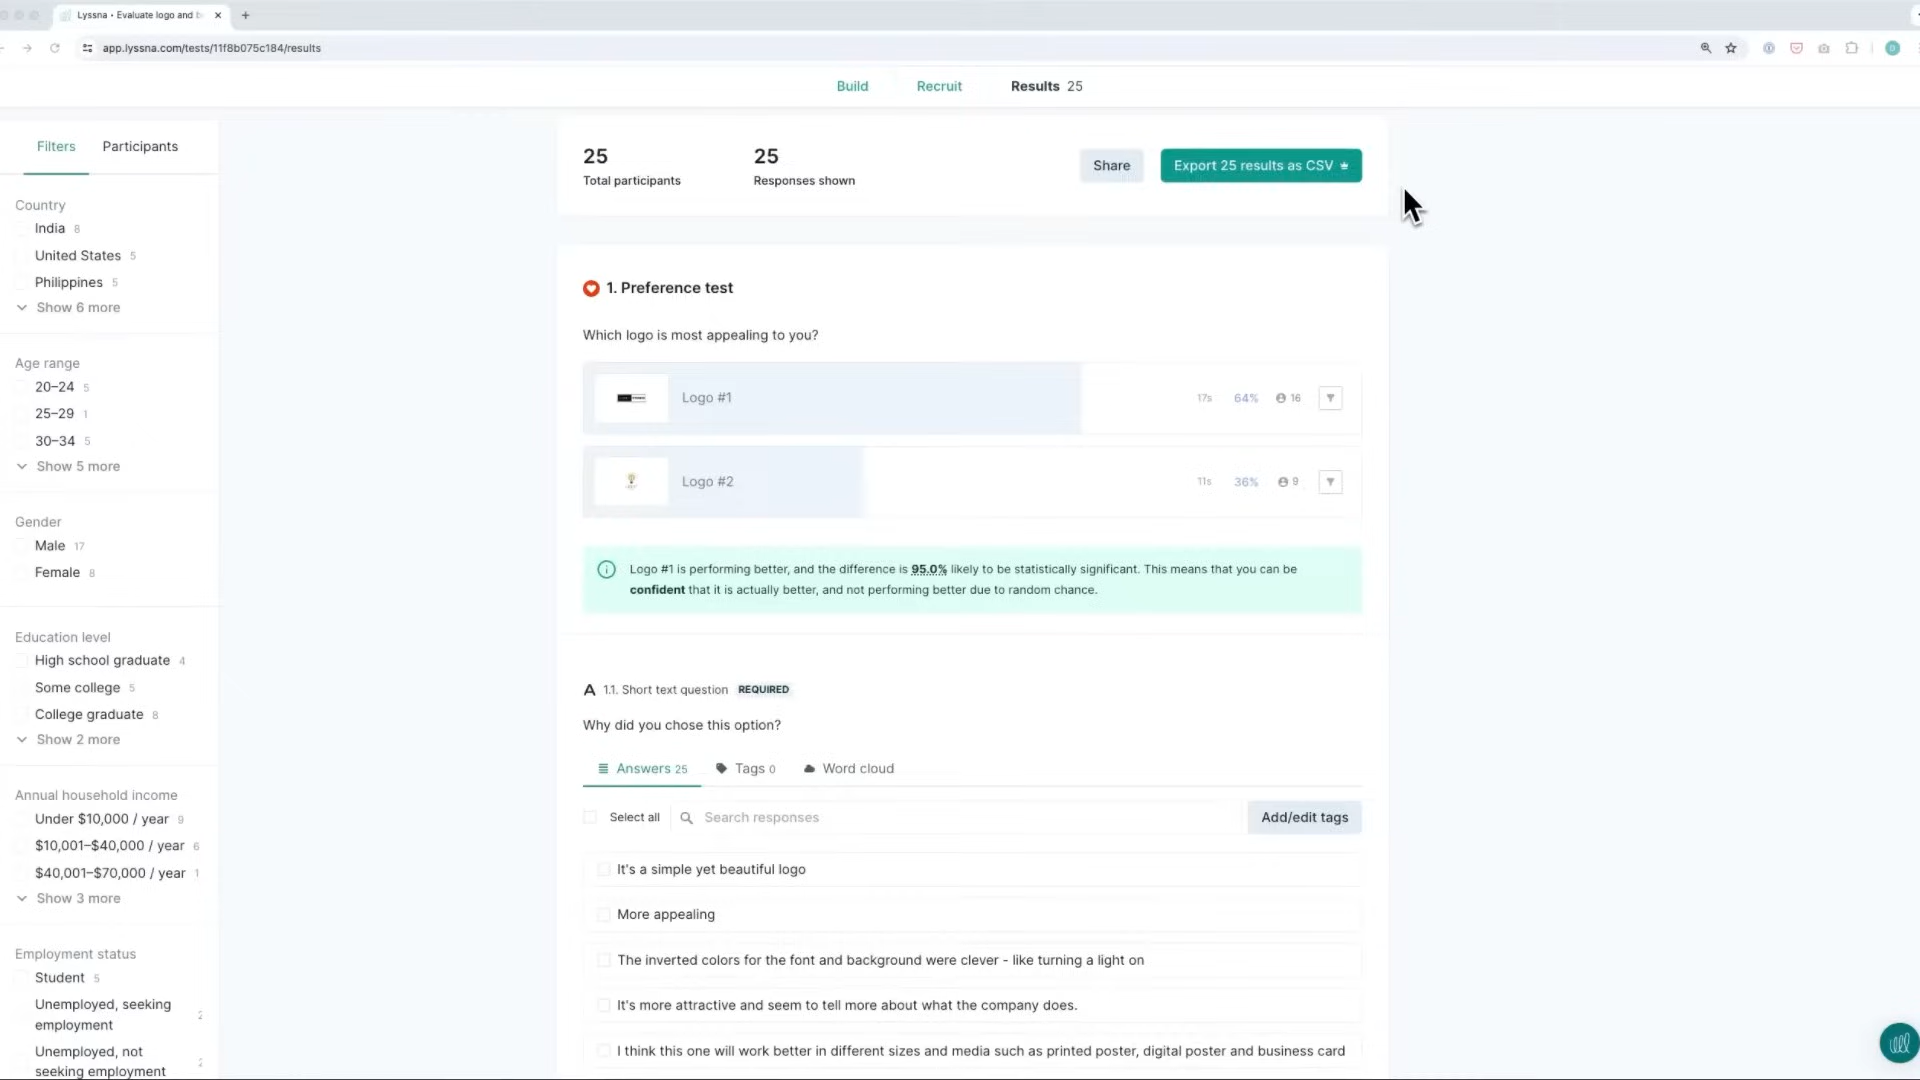 Lyssna • Evaluate logo and b
app.lyssna.com/tests/11f8b075c184/results
Build
Recruit
Results 25
Filters
Participants
Country
India 8
United States 5
Philippines 5
Show 6 more
Age range
20–24 5
25–29 1
30–34 5
Show 5 more
Gender
Male 17
Female 8
Education level
High school graduate 4
Some college 5
College graduate 8
Show 2 more
Annual household income
Under $10,000 / year 9
$10,001–$40,000 / year 6
$40,001–$70,000 / year 1
Show 3 more
Employment status
Student 5
Unemployed, seeking
employment 2
Unemployed, not
seeking employment 2
25
Total participants
25
Responses shown
Share
Export 25 results as CSV
1. Preference test
Which logo is most appealing to you?
Logo #1
17s 64% 16
Logo #2
11s 36% 9
Logo #1 is performing better, and the difference is 95.0% likely to be statistically significant. This means that you can be
confident that it is actually better, and not performing better due to random chance.
1.1. Short text question REQUIRED
Why did you chose this option?
Answers 25
Tags 0
Word cloud
Select all
Search responses
Add/edit tags
It's a simple yet beautiful logo
More appealing
The inverted colors for the font and background were clever - like turning a light on
It's more attractive and seem to tell more about what the company does.
I think this one will work better in different sizes and media such as printed poster, digital poster and business card